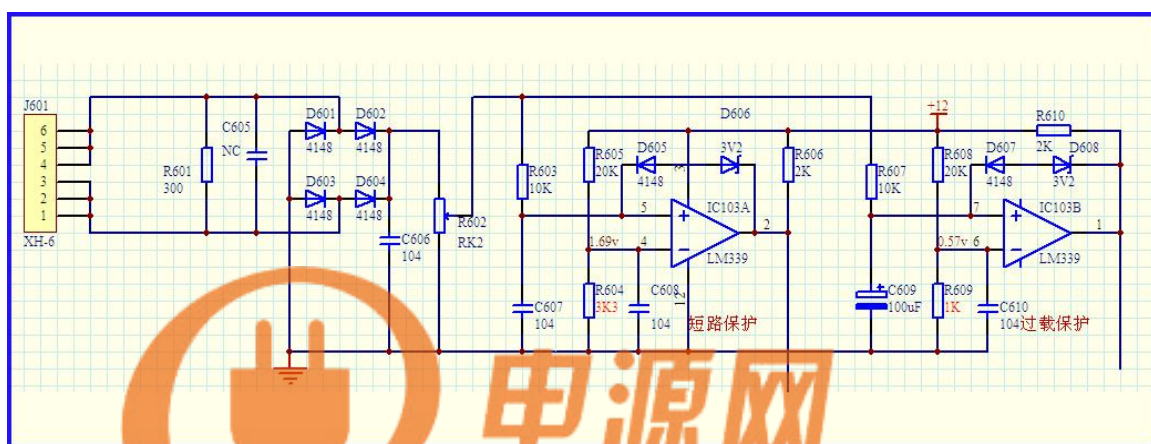 J601
6
5
4
3
2
1
XH-6
R601
300
C605
NC
D601
4148
D602
4148
D603
4148
D604
4148
C606
104
R602
RK2
R603
10K
C607
104
R605
20K
1.69v
R604
3K3
C608
104
D605
4148
D606
3V2
3
5
4
2
12
IC103A
LM339
短路保护
R606
2K
R607
10K
C609
100uF
+12
R608
20K
0.57v
R609
1K
C610
104
R610
2K
D607
4148
D608
3V2
7
6
1
IC103B
LM339
过载保护
电源网